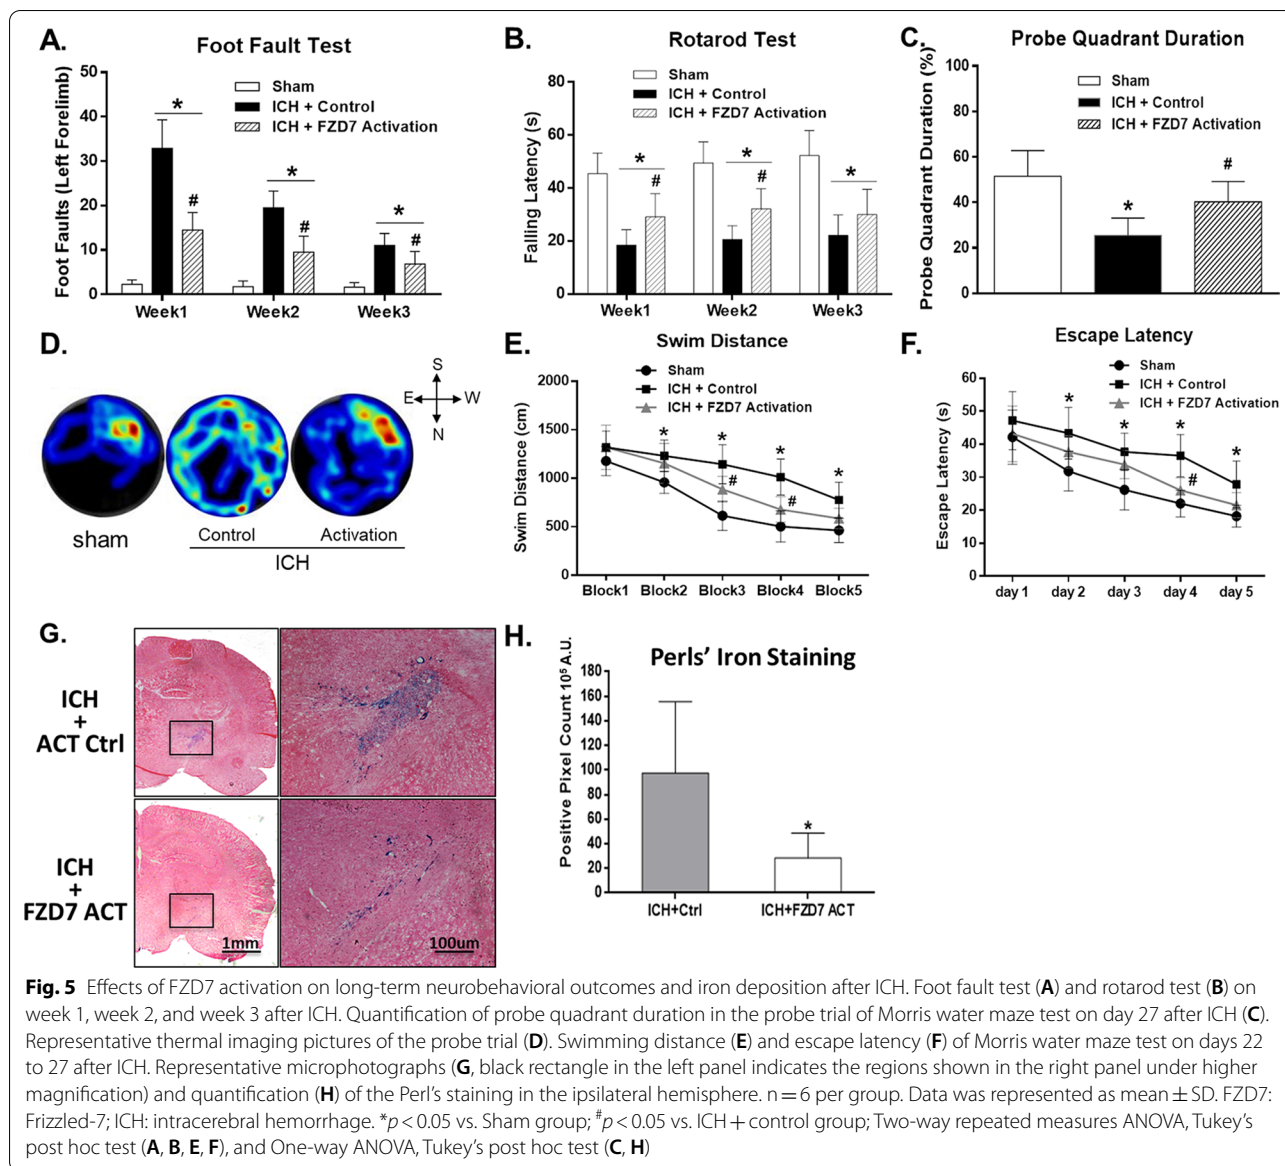 A.
Foot Fault Test
Foot Faults (Left Forelimb)
50
40
30
20
10
0
Sham
ICH + Control
ICH + FZD7 Activation
*
#
*
#
*
#
Week1 Week2 Week3
B.
Rotarod Test
Falling Latency (s)
80
60
40
20
0
Sham
ICH + Control
ICH + FZD7 Activation
*
#
*
#
*
Week1 Week2 Week3
C.
Probe Quadrant Duration
Probe Quadrant Duration (%)
100
80
60
40
20
0
Sham
ICH + Control
ICH + FZD7 Activation
*
#
D.
S
E W
N
sham
Control Activation
ICH
E.
Swim Distance
Swim Distance (cm)
2000
1500
1000
500
0
Sham
ICH + Control
ICH + FZD7 Activation
* * * *
# #
Block1 Block2 Block3 Block4 Block5
F.
Escape Latency
Escape Latency (s)
60
50
40
30
20
10
0
Sham
ICH + Control
ICH + FZD7 Activation
* * * *
#
day 1 day 2 day 3 day 4 day 5
G.
ICH
+
ACT Ctrl
ICH
+
FZD7 ACT
1mm
100um
H.
Perls' Iron Staining
Positive Pixel Count 10⁵ A.U.
180
160
140
120
100
80
60
40
20
0
*
ICH+Ctrl ICH+FZD7 ACT
Fig. 5 Effects of FZD7 activation on long-term neurobehavioral outcomes and iron deposition after ICH. Foot fault test (A) and rotarod test (B) on
week 1, week 2, and week 3 after ICH. Quantification of probe quadrant duration in the probe trial of Morris water maze test on day 27 after ICH (C).
Representative thermal imaging pictures of the probe trial (D). Swimming distance (E) and escape latency (F) of Morris water maze test on days 22
to 27 after ICH. Representative microphotographs (G, black rectangle in the left panel indicates the regions shown in the right panel under higher
magnification) and quantification (H) of the Perl's staining in the ipsilateral hemisphere. n = 6 per group. Data was represented as mean ± SD. FZD7:
Frizzled-7; ICH: intracerebral hemorrhage. *p < 0.05 vs. Sham group; #p < 0.05 vs. ICH + control group; Two-way repeated measures ANOVA, Tukey's
post hoc test (A, B, E, F), and One-way ANOVA, Tukey's post hoc test (C, H)